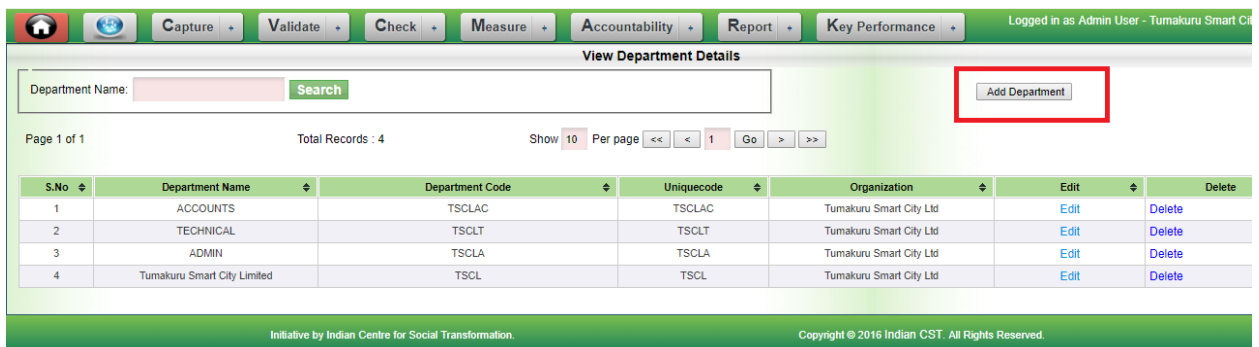 Capture + Validate + Check + Measure + Accountability + Report + Key Performance + Logged in as Admin User - Tumakuru Smart Cit
View Department Details
Department Name: Search Add Department
Page 1 of 1 Total Records : 4 Show 10 Per page << < 1 Go > >>
S.No Department Name Department Code Uniquecode Organization Edit Delete
1 ACCOUNTS TSCLAC TSCLAC Tumakuru Smart City Ltd Edit Delete
2 TECHNICAL TSCLT TSCLT Tumakuru Smart City Ltd Edit Delete
3 ADMIN TSCLA TSCLA Tumakuru Smart City Ltd Edit Delete
4 Tumakuru Smart City Limited TSCL TSCL Tumakuru Smart City Ltd Edit Delete
Initiative by Indian Centre for Social Transformation. Copyright © 2016 Indian CST. All Rights Reserved.